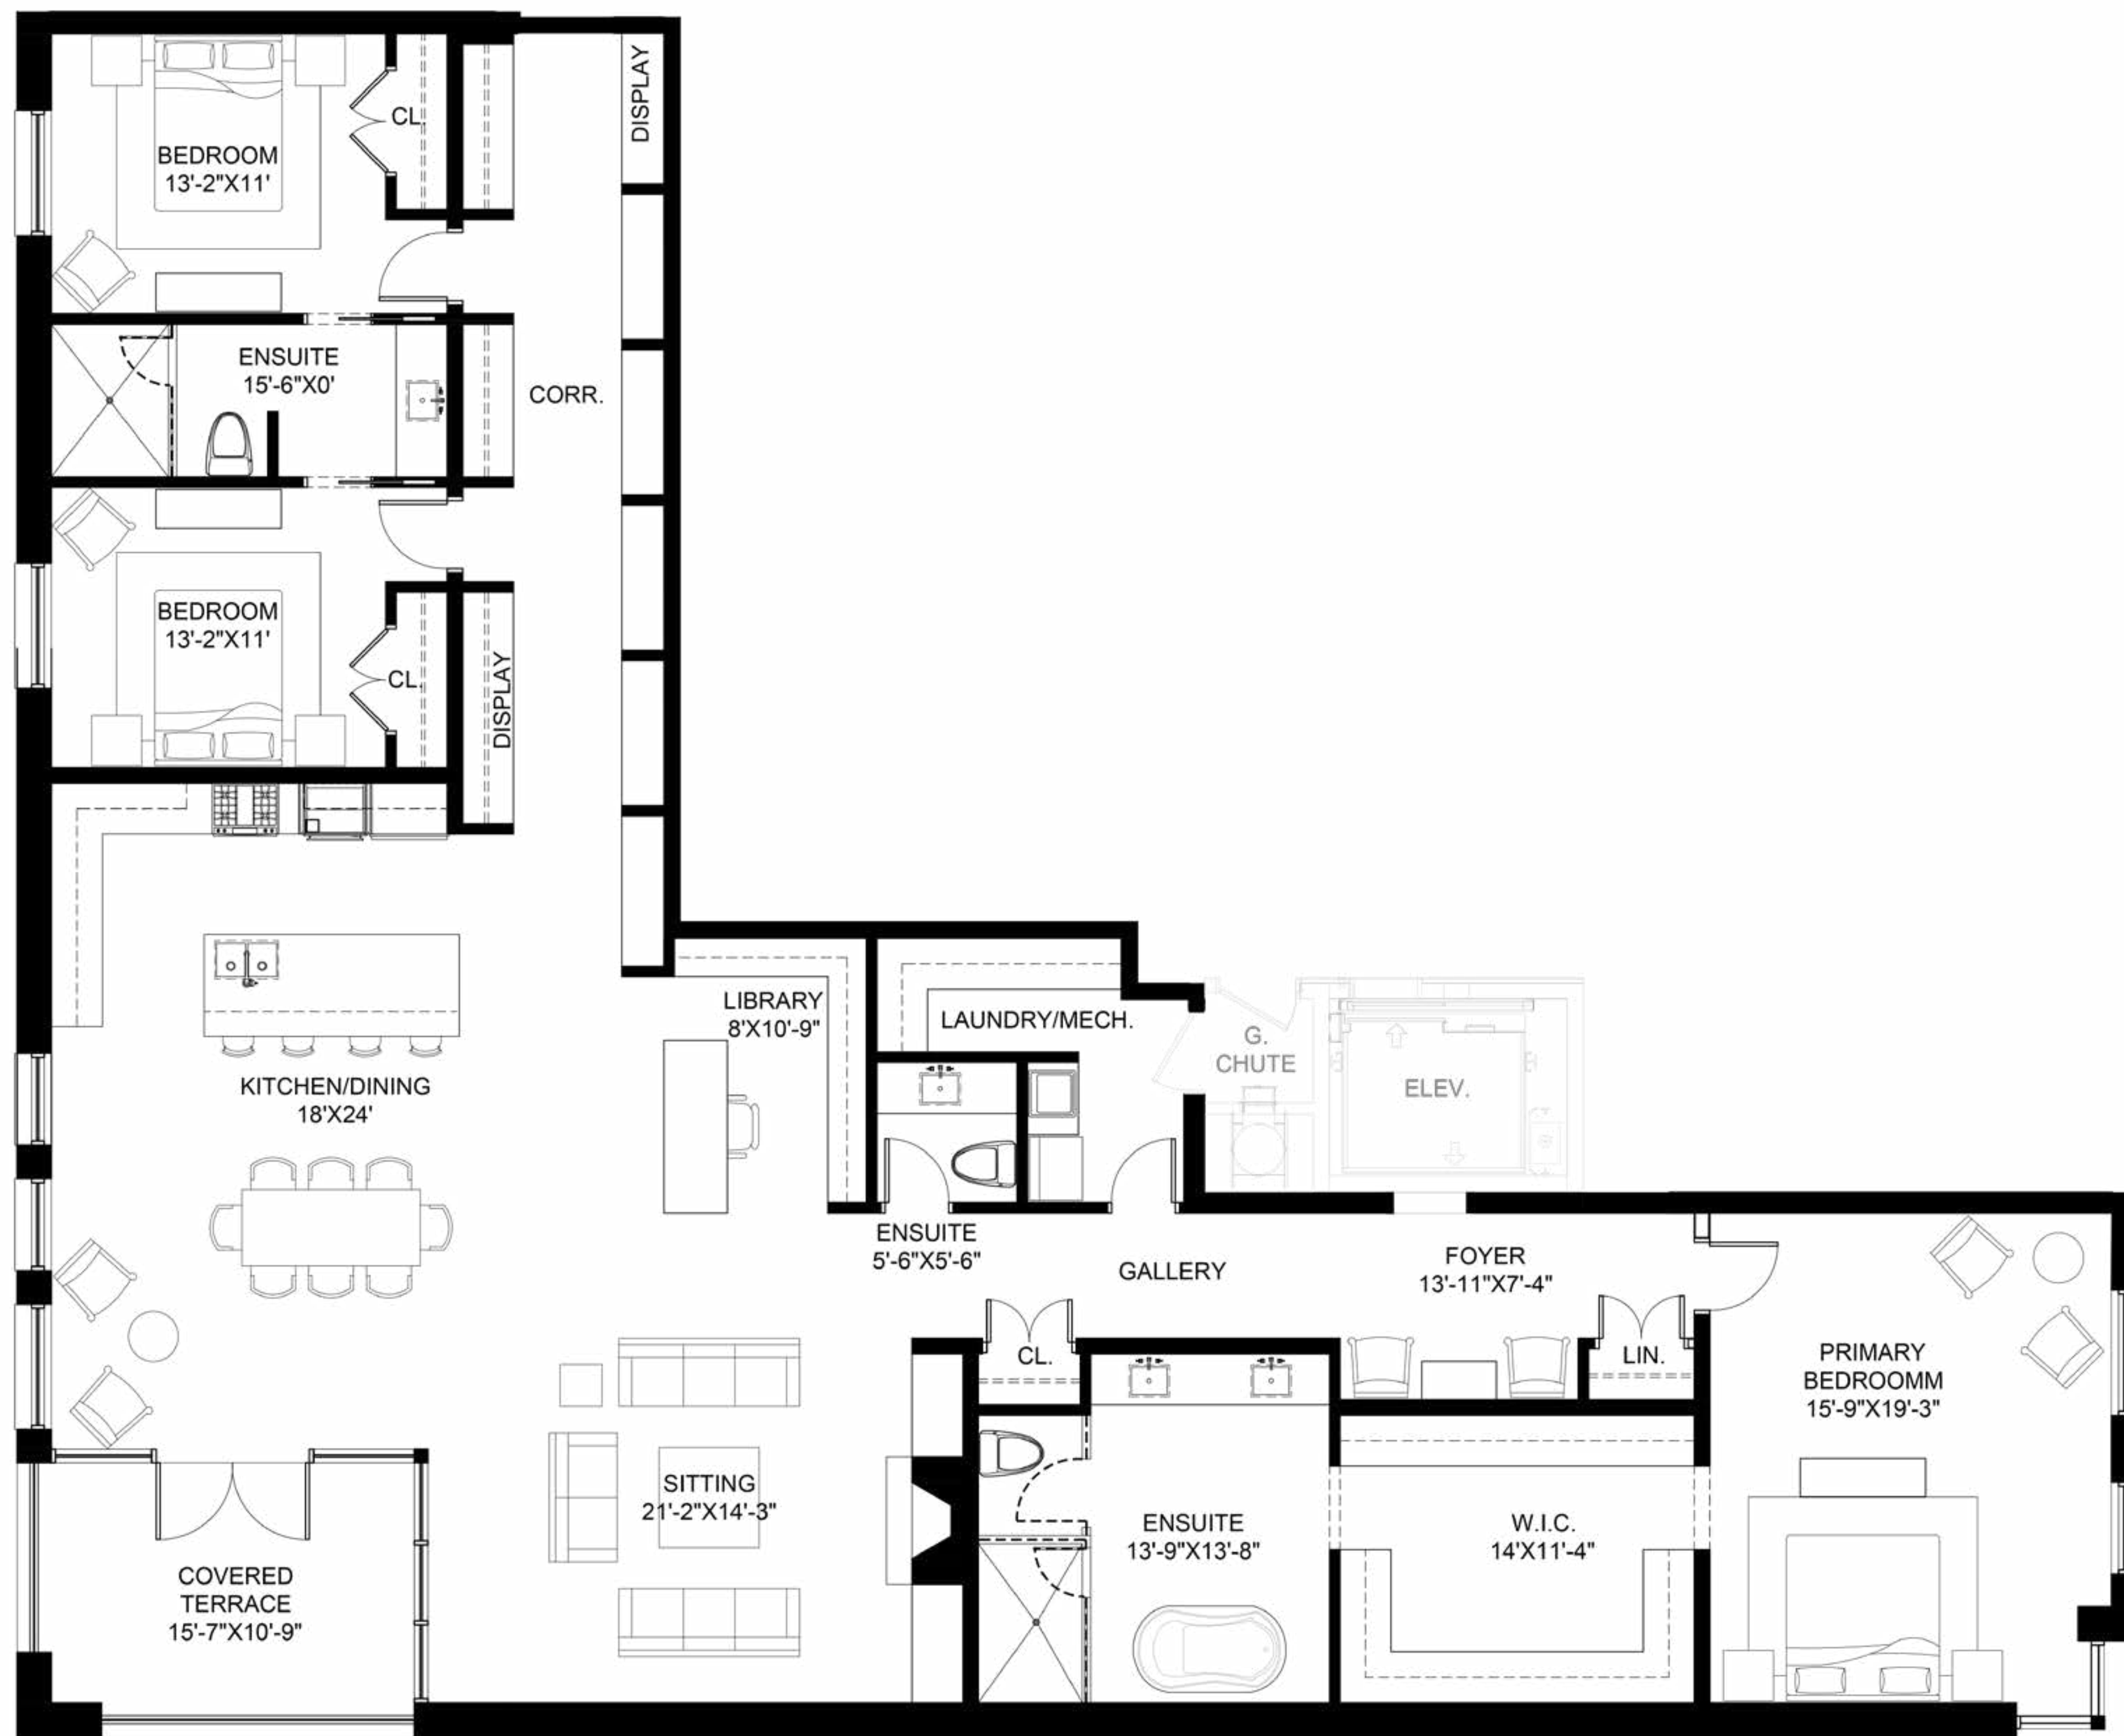 DISPLAY
CL.
BEDROOM
13'-2"X11'
ENSUITE
15'-6"X0'
CORR.
BEDROOM
13'-2"X11'
CL.
DISPLAY
LIBRARY
8'X10'-9"
LAUNDRY/MECH.
G.
CHUTE
ELEV.
KITCHEN/DINING
18'X24'
ENSUITE
5'-6"X5'-6"
GALLERY
FOYER
13'-11"X7'-4"
CL.
LIN.
PRIMARY
BEDROOMM
15'-9"X19'-3"
SITTING
21'-2"X14'-3"
ENSUITE
13'-9"X13'-8"
W.I.C.
14'X11'-4"
COVERED
TERRACE
15'-7"X10'-9"